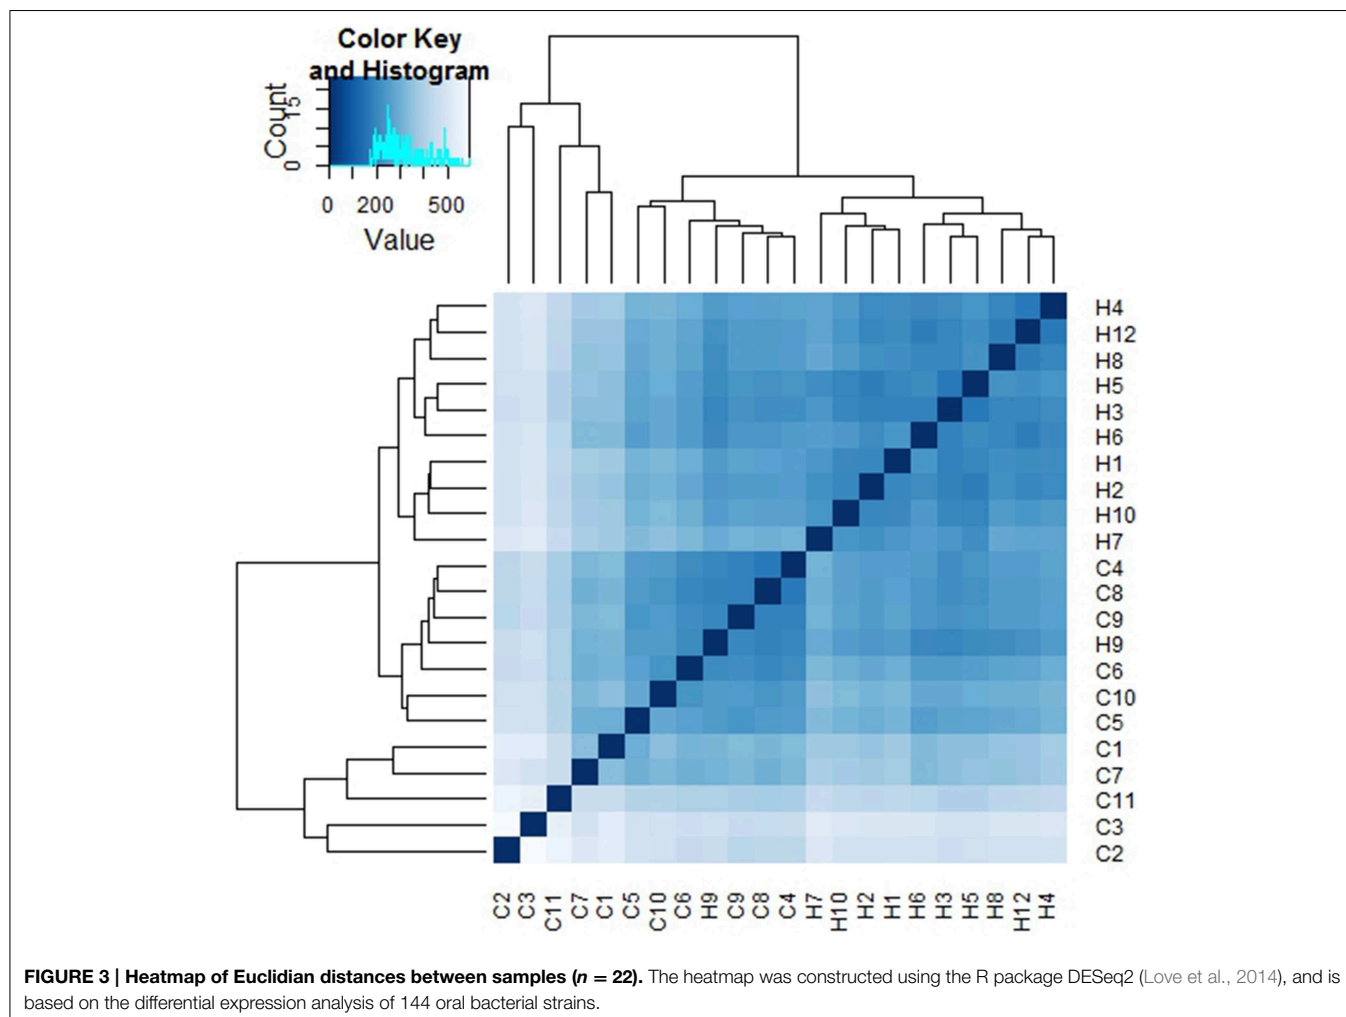 Color Key
and Histogram
Count
0 15
0 200 500
Value
H4
H12
H8
H5
H3
H6
H1
H2
H10
H7
C4
C8
C9
H9
C6
C10
C5
C1
C7
C11
C3
C2
C2 C3 C11 C7 C1 C5 C10 C6 H9 C9 C8 C4 H7 H10 H2 H1 H6 H3 H5 H8 H12 H4
FIGURE 3 | Heatmap of Euclidian distances between samples (n = 22). The heatmap was constructed using the R package DESeq2 (Love et al., 2014), and is
based on the differential expression analysis of 144 oral bacterial strains.